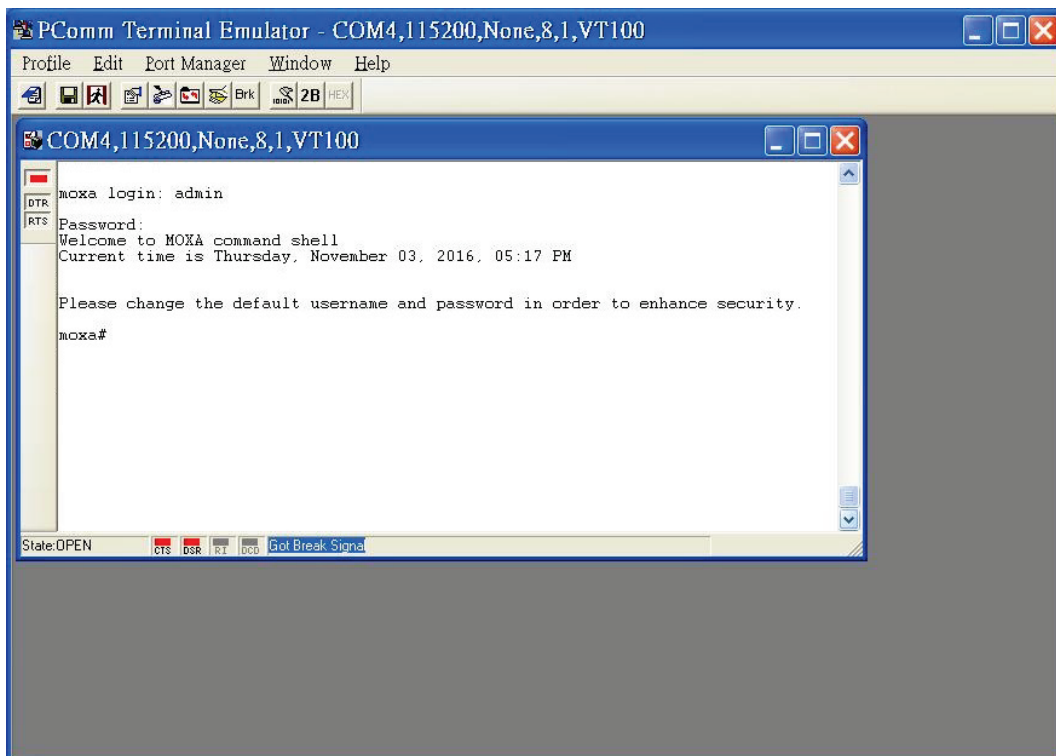 PComm Terminal Emulator - COM4,115200,None,8,1,VT100
Profile Edit Port Manager Window Help
Brk 2B HEX
COM4,115200,None,8,1,VT100
DTR
RTS
moxa login: admin
Password:
Welcome to MOXA command shell
Current time is Thursday, November 03, 2016, 05:17 PM
Please change the default username and password in order to enhance security.
moxa#
State:OPEN CTS DSR RI DCD Got Break Signal